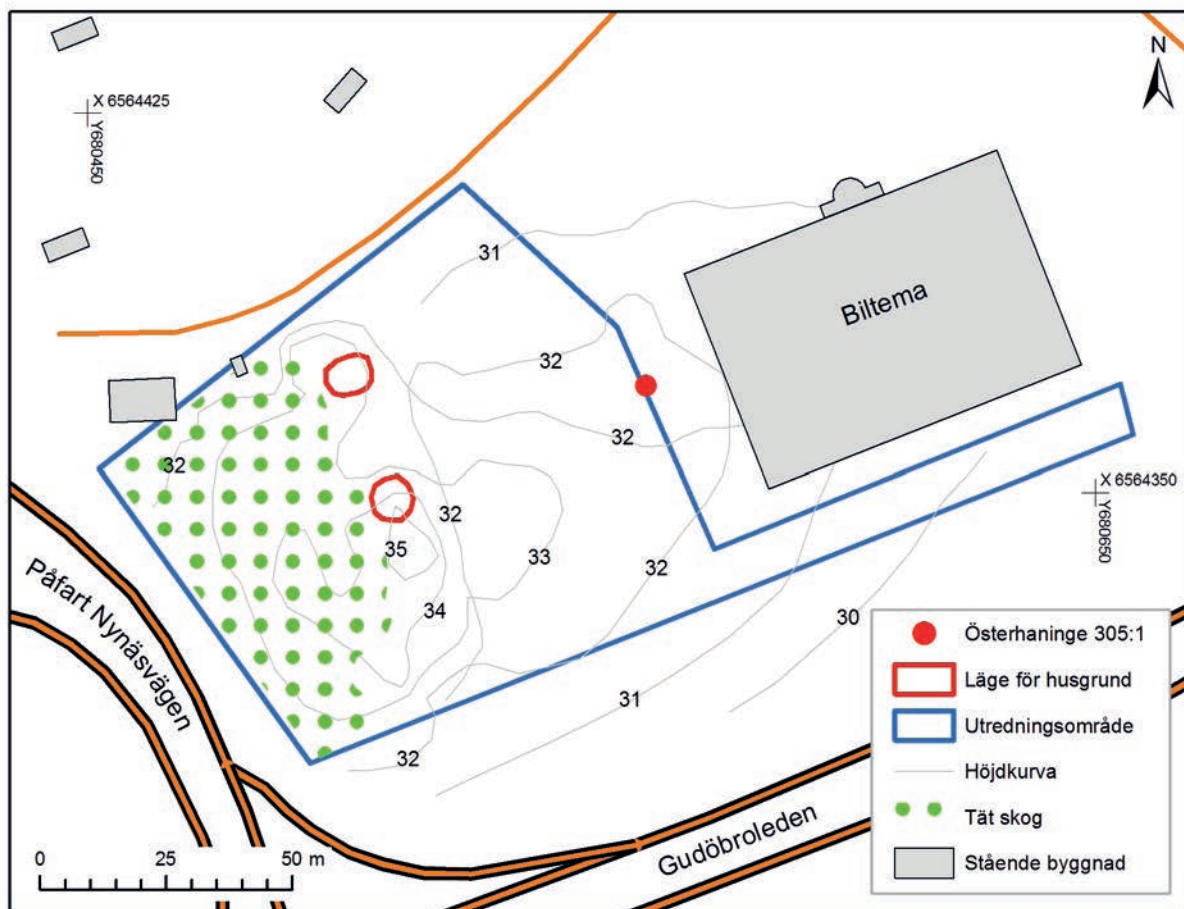 N
X 6564425
Y680450
31
Biltema
32
32
32
32
35
33
34
32
X 6564350
Y680650
30
31
32
Påfart Nynäsvägen
Gudöbroleden
0 25 50 m
Österhaninge 305:1
Läge för husgrund
Utredningsområde
Höjdkurva
Tät skog
Stående byggnad